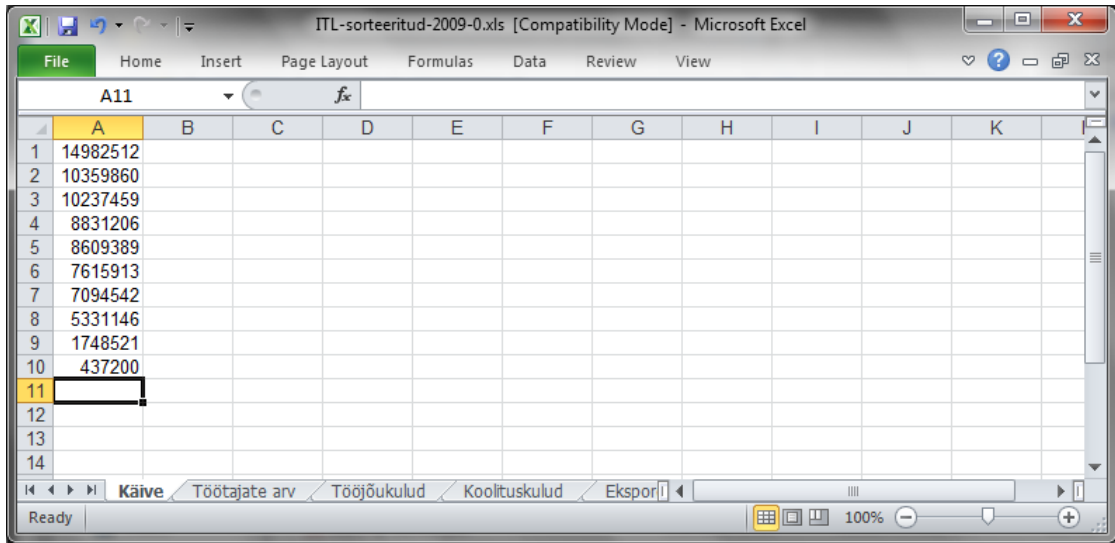 ITL-sorteeritud-2009-0.xls [Compatibility Mode] - Microsoft Excel
File Home Insert Page Layout Formulas Data Review View
A11 fx
A B C D E F G H I J K
1 14982512
2 10359860
3 10237459
4 8831206
5 8609389
6 7615913
7 7094542
8 5331146
9 1748521
10 437200
11
12
13
14
Käive Töötajate arv Tööjõukulud Koolituskulud Ekspor
Ready 100%